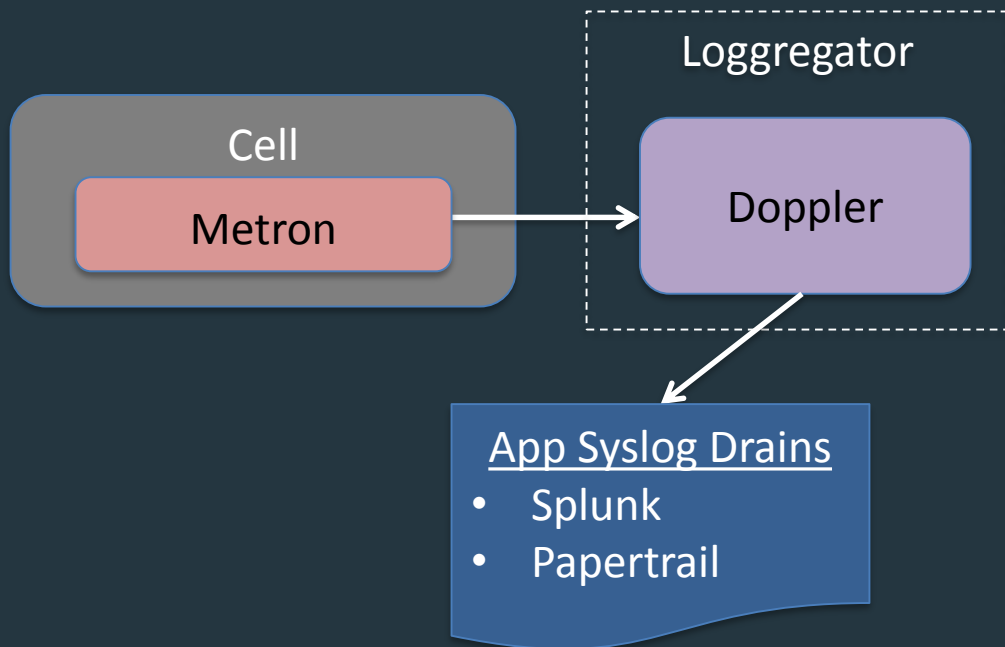 Loggregator
Cell
Metron
Doppler
App Syslog Drains
• Splunk
• Papertrail